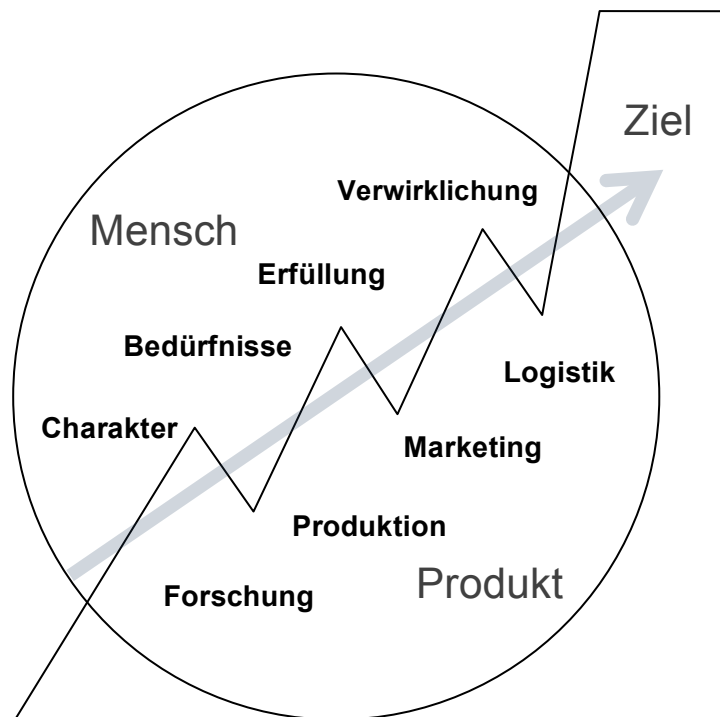 Ziel
Verwirklichung
Mensch
Erfüllung
Bedürfnisse
Logistik
Charakter
Marketing
Produktion
Produkt
Forschung